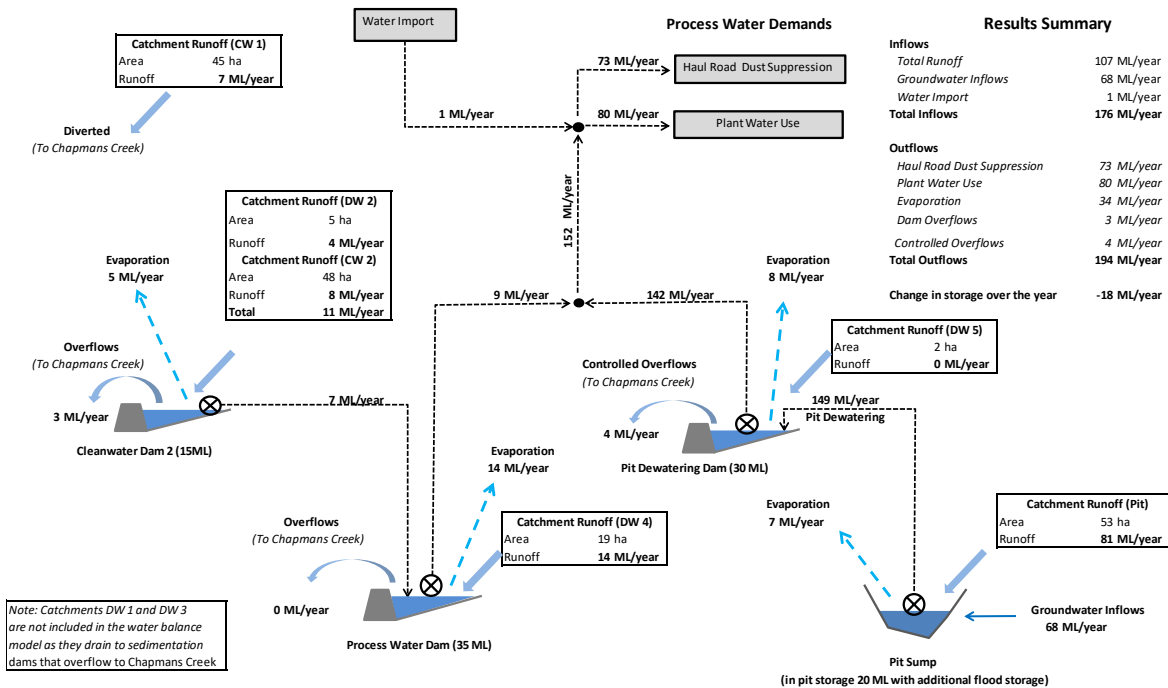 Water Import
Process Water Demands
Results Summary
Catchment Runoff (CW 1)
Area 45 ha
Runoff 7 ML/year
Diverted
(To Chapmans Creek)
1 ML/year
73 ML/year
Haul Road Dust Suppression
80 ML/year
Plant Water Use
152 ML/year
Inflows
Total Runoff 107 ML/year
Groundwater Inflows 68 ML/year
Water Import 1 ML/year
Total Inflows 176 ML/year
Outflows
Haul Road Dust Suppression 73 ML/year
Plant Water Use 80 ML/year
Evaporation 34 ML/year
Dam Overflows 3 ML/year
Controlled Overflows 4 ML/year
Total Outflows 194 ML/year
Change in storage over the year -18 ML/year
Catchment Runoff (DW 2)
Area 5 ha
Runoff 4 ML/year
Catchment Runoff (CW 2)
Area 48 ha
Runoff 8 ML/year
Total 11 ML/year
Evaporation
5 ML/year
Overflows
(To Chapmans Creek)
3 ML/year
Cleanwater Dam 2 (15ML)
7 ML/year
9 ML/year
142 ML/year
Evaporation
8 ML/year
Catchment Runoff (DW 5)
Area 2 ha
Runoff 0 ML/year
Controlled Overflows
(To Chapmans Creek)
4 ML/year
Pit Dewatering Dam (30 ML)
149 ML/year
Pit Dewatering
Evaporation
14 ML/year
Overflows
(To Chapmans Creek)
0 ML/year
Catchment Runoff (DW 4)
Area 19 ha
Runoff 14 ML/year
Process Water Dam (35 ML)
Evaporation
7 ML/year
Catchment Runoff (Pit)
Area 53 ha
Runoff 81 ML/year
Groundwater Inflows
68 ML/year
Pit Sump
(in pit storage 20 ML with additional flood storage)
Note: Catchments DW 1 and DW 3
are not included in the water balance
model as they drain to sedimentation
dams that overflow to Chapmans Creek